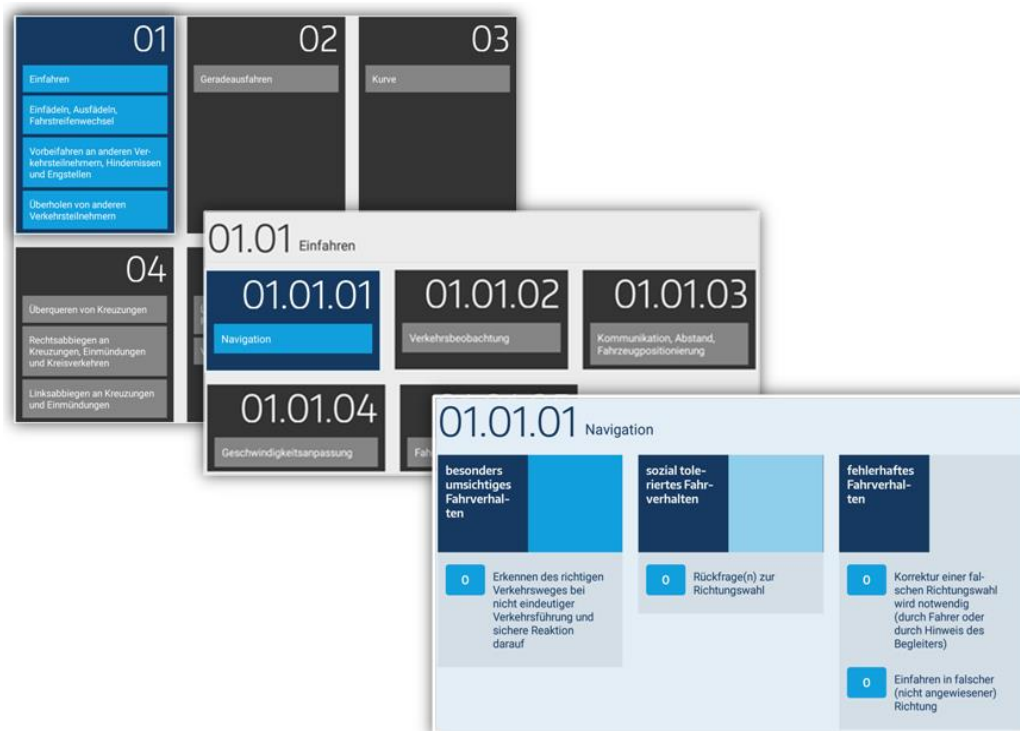 01
Einfahren
Einfädeln, Ausfädeln,
Fahrstreifenwechsel
Vorbeifahren an anderen Ver-
kehrsteilnehmern, Hindernissen
und Engstellen
Überholen von anderen
Verkehrsteilnehmern
02
Geradeausfahren
03
Kurve
04
Überqueren von Kreuzungen
Rechtsabbiegen an
Kreuzungen, Einmündungen
und Kreisverkehren
Linksabbiegen an Kreuzungen
und Einmündungen
01.01 Einfahren
01.01.01
Navigation
01.01.02
Verkehrsbeobachtung
01.01.03
Kommunikation, Abstand,
Fahrzeugpositionierung
01.01.04
Geschwindigkeitsanpassung
01.01.01 Navigation
besonders
umsichtiges
Fahrverhal-
ten
0
Erkennen des richtigen
Verkehrsweges bei
nicht eindeutiger
Verkehrsführung und
sichere Reaktion
darauf
sozial tole-
riertes Fahr-
verhalten
0
Rückfrage(n) zur
Richtungswahl
fehlerhaftes
Fahrverhal-
ten
0
Korrektur einer fal-
schen Richtungswahl
wird notwendig
(durch Fahrer oder
durch Hinweis des
Begleiters)
0
Einfahren in falscher
(nicht angewiesener)
Richtung